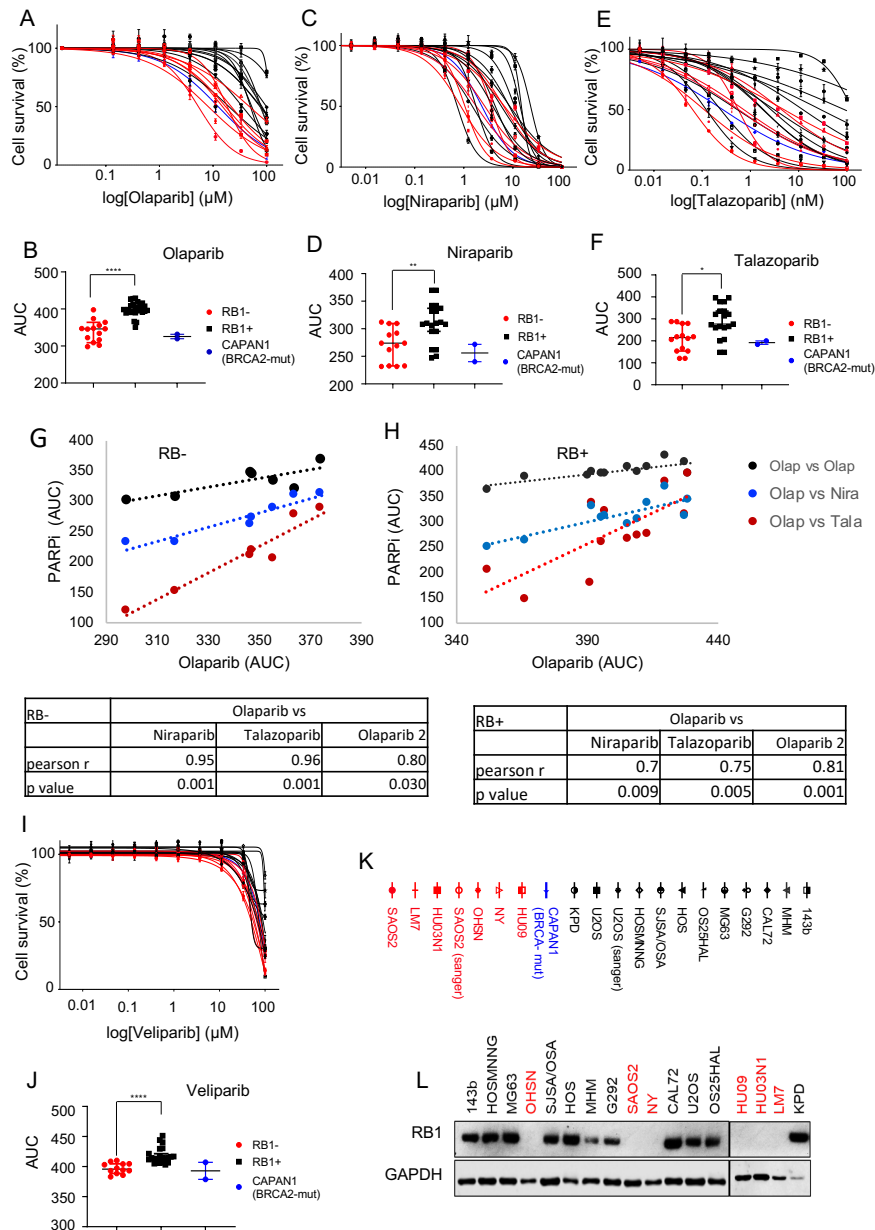 A
Cell survival (%)
100
50
0
0.1
1
10
100
log[Olaparib] (µM)
C
Cell survival (%)
100
50
0
0.01
0.1
1
10
100
log[Niraparib] (µM)
E
Cell survival (%)
100
50
0
0.01
0.1
1
10
100
log[Talazoparib] (nM)
B
Olaparib
AUC
500
400
300
200
****
RB1-
RB1+
CAPAN1
(BRCA2-mut)
D
Niraparib
AUC
400
350
300
250
200
**
RB1-
RB1+
CAPAN1
(BRCA2-mut)
F
Talazoparib
AUC
500
400
300
200
100
0
*
RB1-
RB1+
CAPAN1
(BRCA2-mut)
G
RB-
PARPi (AUC)
400
350
300
250
200
150
100
290
310
330
350
370
390
Olaparib (AUC)
H
RB+
PARPi (AUC)
450
400
350
300
250
200
150
100
340
390
440
Olaparib (AUC)
Olap vs Olap
Olap vs Nira
Olap vs Tala
RB- Olaparib vs
Niraparib Talazoparib Olaparib 2
pearson r 0.95 0.96 0.80
p value 0.001 0.001 0.030
RB+ Olaparib vs
Niraparib Talazoparib Olaparib 2
pearson r 0.7 0.75 0.81
p value 0.009 0.005 0.001
I
Cell survival (%)
100
50
0
0.01
0.1
1
10
100
log[Veliparib] (µM)
J
Veliparib
AUC
500
450
400
350
300
****
RB1-
RB1+
CAPAN1
(BRCA2-mut)
K
SAOS2
LM7
HU03N1
SAOS2 (sanger)
OHSN
NY
HU09
CAPAN1
(BRCA- mut)
KPD
U2OS
U2OS (sanger)
HOSMNNG
SJSA/OSA
HOS
OS25HAL
MG63
G292
CAL72
MHM
143b
L
143b
HOSMNNG
MG63
OHSN
SJSA/OSA
HOS
MHM
G292
SAOS2
NY
CAL72
U2OS
OS25HAL
HU09
HU03N1
LM7
KPD
RB1
GAPDH